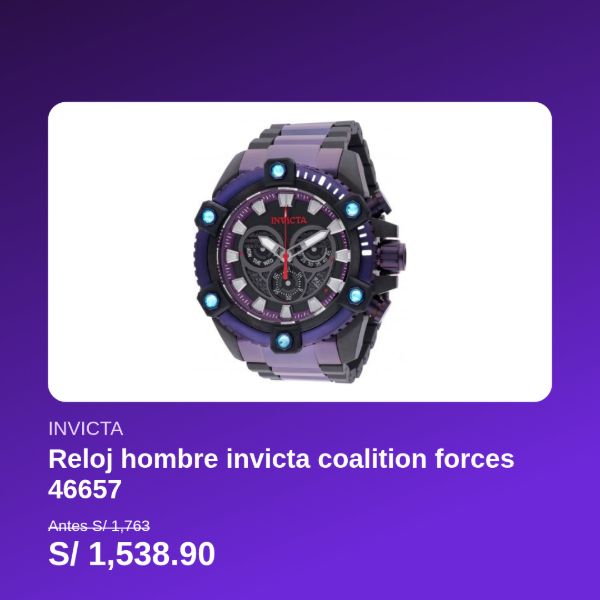 INVICTA
INVICTA
Reloj hombre invicta coalition forces
46657
Antes S/ 1,763
S/ 1,538.90